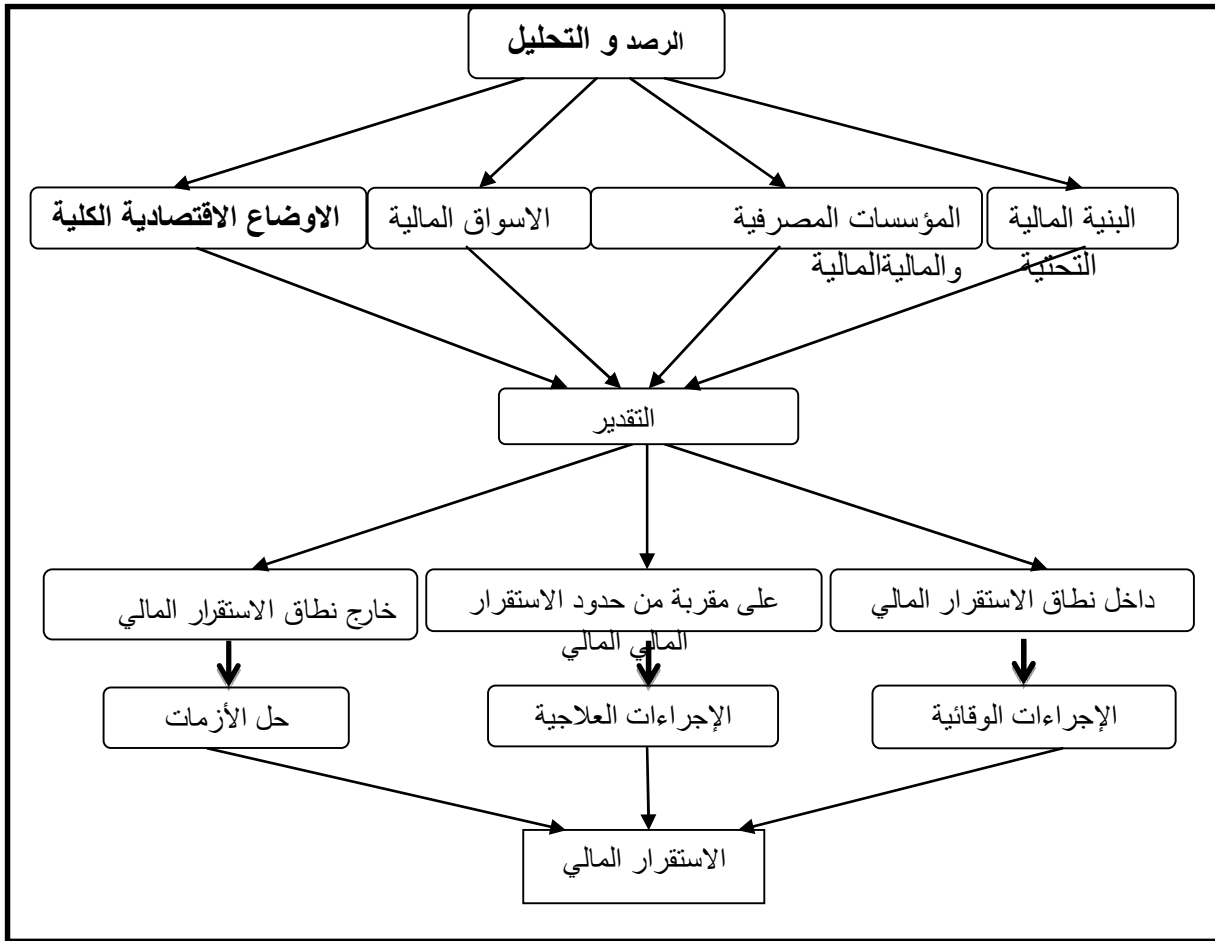 الرصد و التحليل
البنية المالية
التحتية
المؤسسات المصرفية
والماليةالمالية
الاسواق المالية
الاوضاع الاقتصادية الكلية
التقدير
داخل نطاق الاستقرار المالي
على مقربة من حدود الاستقرار
المالي المالي
خارج نطاق الاستقرار المالي
الإجراءات الوقائية
الإجراءات العلاجية
حل الأزمات
الاستقرار المالي